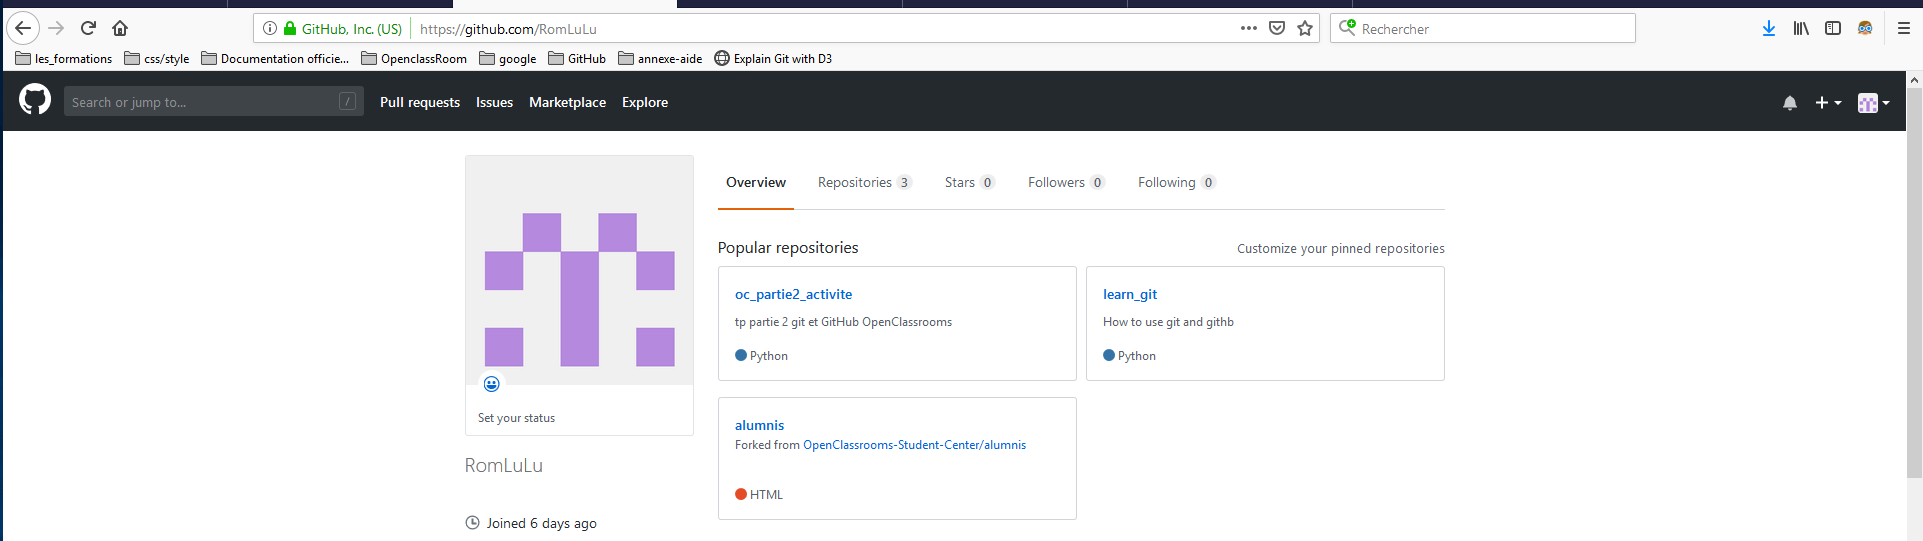 GitHub, Inc. (US) https://github.com/RomLuLu Rechercher
les_formations css/style Documentation officie... OpenclassRoom google GitHub annexe-aide Explain Git with D3
Search or jump to... / Pull requests Issues Marketplace Explore
Overview Repositories 3 Stars 0 Followers 0 Following 0
Popular repositories Customize your pinned repositories
oc_partie2_activite
tp partie 2 git et GitHub OpenClassrooms
Python
learn_git
How to use git and githb
Python
alumnis
Forked from OpenClassrooms-Student-Center/alumnis
HTML
Set your status
RomLuLu
Joined 6 days ago